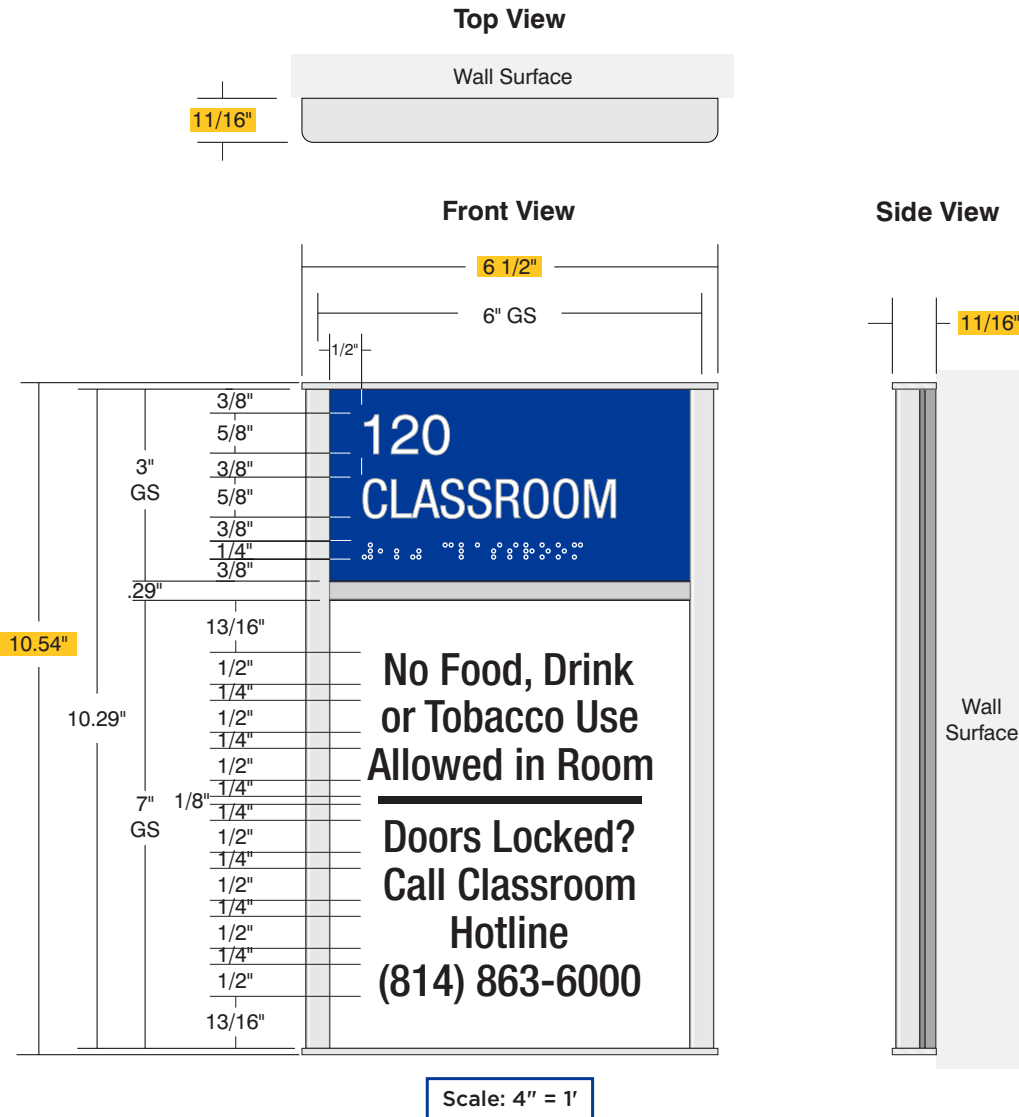 Top View
Wall Surface
11/16"
Front View
Side View
6 1/2"
6" GS
11/16"
1/2"
3/8"
5/8"
3/8"
5/8"
3/8"
1/4"
3/8"
3"
GS
.29"
120
CLASSROOM
⠼⠁⠃⠚ ⠉⠇⠁⠎⠎⠗⠕⠕⠍
13/16"
1/2"
1/4"
1/2"
1/4"
1/2"
1/4"
1/8"
1/4"
1/2"
1/4"
1/2"
1/4"
1/2"
1/4"
1/2"
13/16"
10.54"
10.29"
7"
GS
No Food, Drink
or Tobacco Use
Allowed in Room
Doors Locked?
Call Classroom
Hotline
(814) 863-6000
Wall
Surface
Scale: 4" = 1'